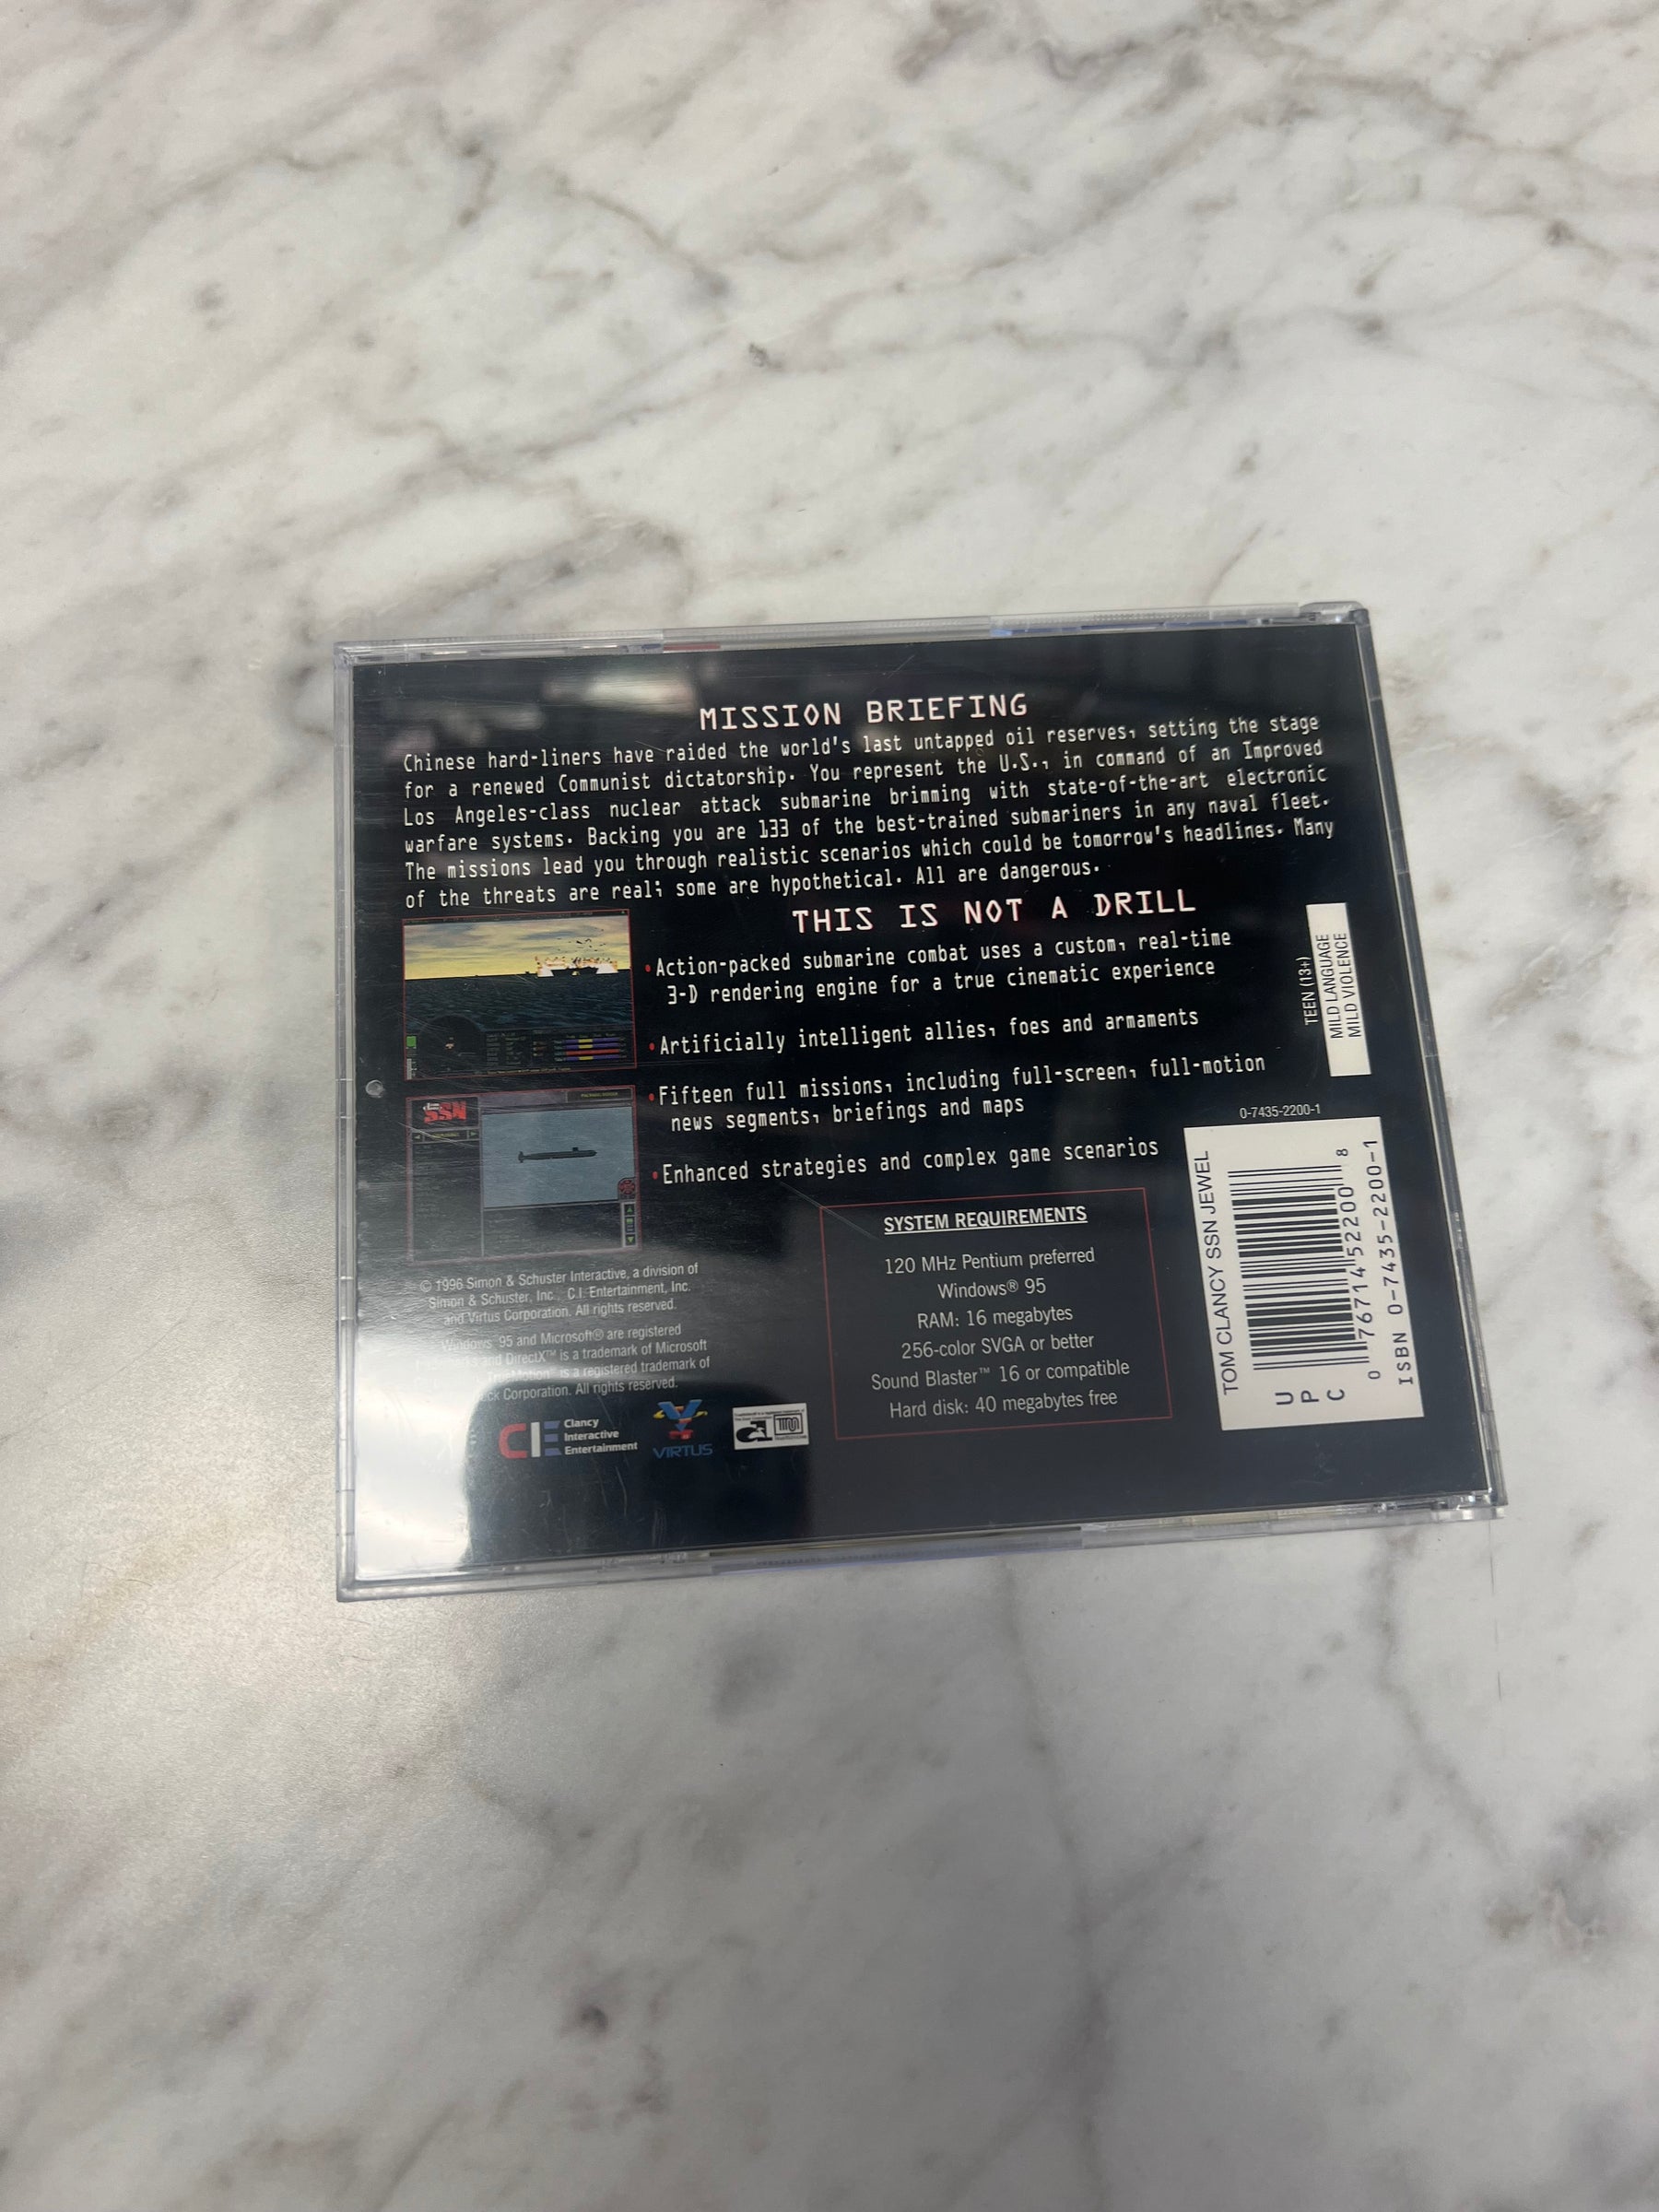 MISSION BRIEFING
Chinese hard-liners have raided the world's last untapped oil reserves, setting the stage
for a renewed Communist dictatorship. You represent the U.S., in command of an Improved
Los Angeles-class nuclear attack submarine brimming with state-of-the-art electronic
warfare systems. Backing you are 133 of the best-trained submariners in any naval fleet.
The missions lead you through realistic scenarios which could be tomorrow's headlines. Many
of the threats are real; some are hypothetical. All are dangerous.
THIS IS NOT A DRILL
•Action-packed submarine combat uses a custom, real-time
3-D rendering engine for a true cinematic experience
•Artificially intelligent allies, foes and armaments
•Fifteen full missions, including full-screen, full-motion
news segments, briefings and maps
•Enhanced strategies and complex game scenarios
SSN
TEEN (13+)
MILD LANGUAGE
MILD VIOLENCE
SYSTEM REQUIREMENTS
120 MHz Pentium preferred
Windows® 95
RAM: 16 megabytes
256-color SVGA or better
Sound Blaster™ 16 or compatible
Hard disk: 40 megabytes free
0-7435-2200-1
TOM CLANCY SSN JEWEL
UPC
0 76714 52200 8
ISBN 0-7435-2200-1
© 1996 Simon & Schuster Interactive, a division of
Simon & Schuster, Inc., C.I. Entertainment, Inc.
and Virtus Corporation. All rights reserved.
Windows 95 and Microsoft® are registered
and DirectX™ is a trademark of Microsoft
is a registered trademark of
Corporation. All rights reserved.
CIE Clancy
Interactive
Entertainment
VIRTUS